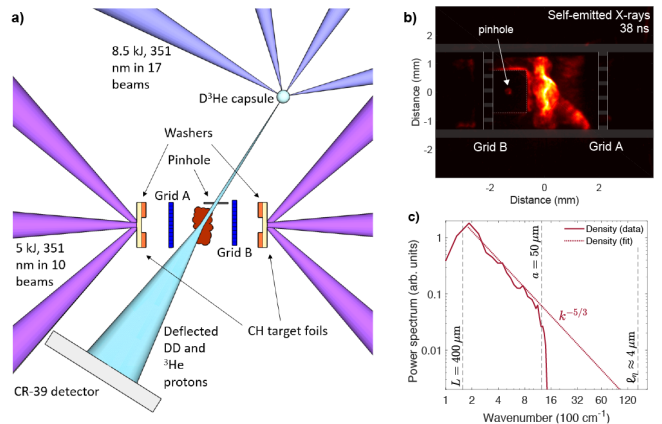 a)
8.5 kJ, 351
nm in 17
beams
D³He capsule
Washers
Pinhole
Grid A
Grid B
5 kJ, 351
nm in 10
beams
CH target foils
Deflected
DD and
³He
protons
CR-39 detector
b)
Self-emitted X-rays
38 ns
pinhole
Grid B
Grid A
Distance (mm)
2
1
0
-1
-2
-2
0
2
Distance (mm)
c)
Density (data)
Density (fit)
k^{-5/3}
L = 400 μm
a = 50 μm
ℓ_η ≈ 4 μm
Power spectrum (arb. units)
1
0.1
0.01
0.001
1
2
4
8
16
30
60
120
Wavenumber (100 cm⁻¹)